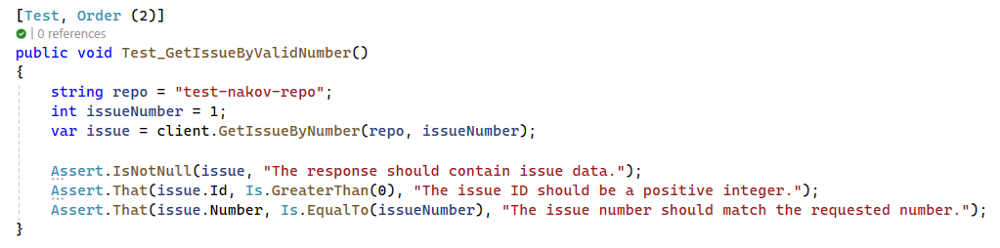 [Test, Order (2)]
| 0 references
public void Test_GetIssueByValidNumber()
{
    string repo = "test-nakov-repo";
    int issueNumber = 1;
    var issue = client.GetIssueByNumber(repo, issueNumber);

    Assert.IsNotNull(issue, "The response should contain issue data.");
    Assert.That(issue.Id, Is.GreaterThan(0), "The issue ID should be a positive integer.");
    Assert.That(issue.Number, Is.EqualTo(issueNumber), "The issue number should match the requested number.");
}